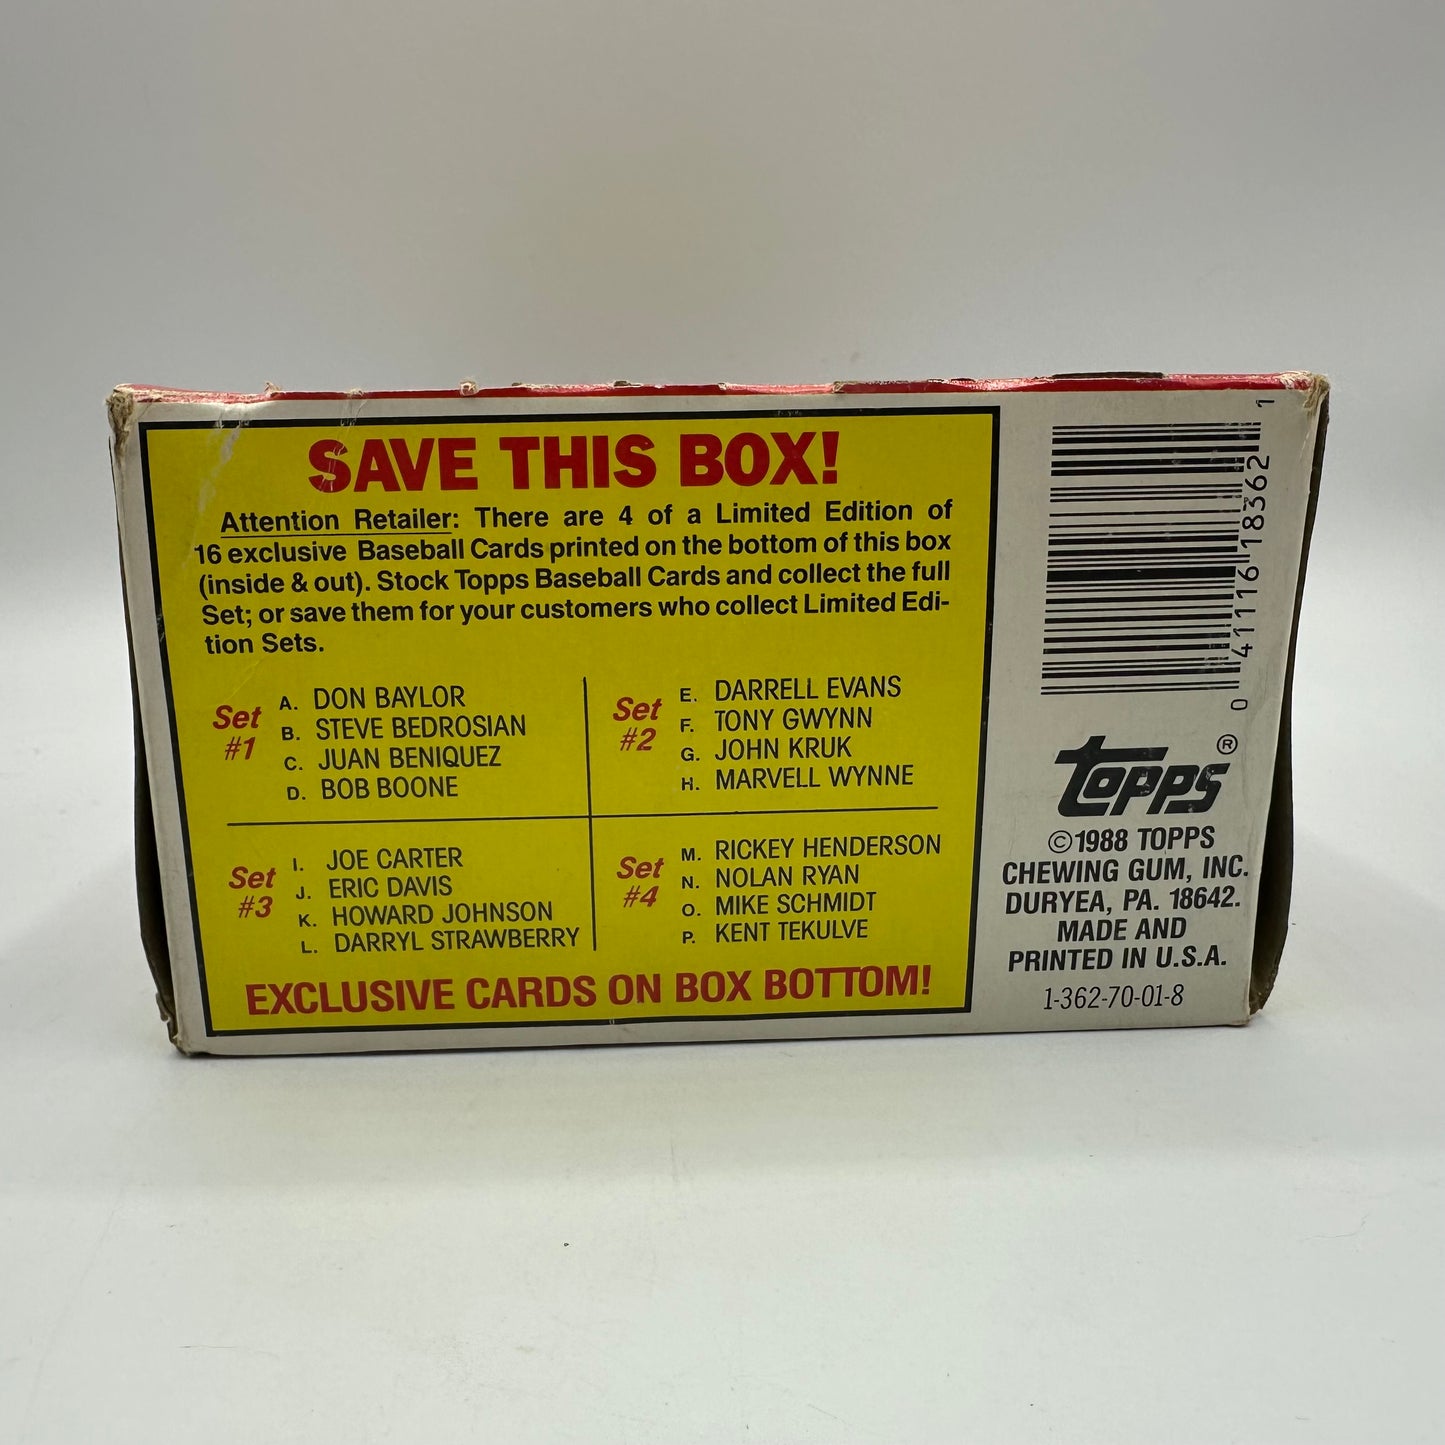 SAVE THIS BOX!
Attention Retailer: There are 4 of a Limited Edition of
16 exclusive Baseball Cards printed on the bottom of this box
(inside & out). Stock Topps Baseball Cards and collect the full
Set; or save them for your customers who collect Limited Edi-
tion Sets.
Set #1
A. DON BAYLOR
B. STEVE BEDROSIAN
C. JUAN BENIQUEZ
D. BOB BOONE
Set #2
E. DARRELL EVANS
F. TONY GWYNN
G. JOHN KRUK
H. MARVELL WYNNE
Set #3
I. JOE CARTER
J. ERIC DAVIS
K. HOWARD JOHNSON
L. DARRYL STRAWBERRY
Set #4
M. RICKEY HENDERSON
N. NOLAN RYAN
O. MIKE SCHMIDT
P. KENT TEKULVE
EXCLUSIVE CARDS ON BOX BOTTOM!
0 41116 18362 1
TOPPS®
©1988 TOPPS
CHEWING GUM, INC.
DURYEA, PA. 18642.
MADE AND
PRINTED IN U.S.A.
1-362-70-01-8